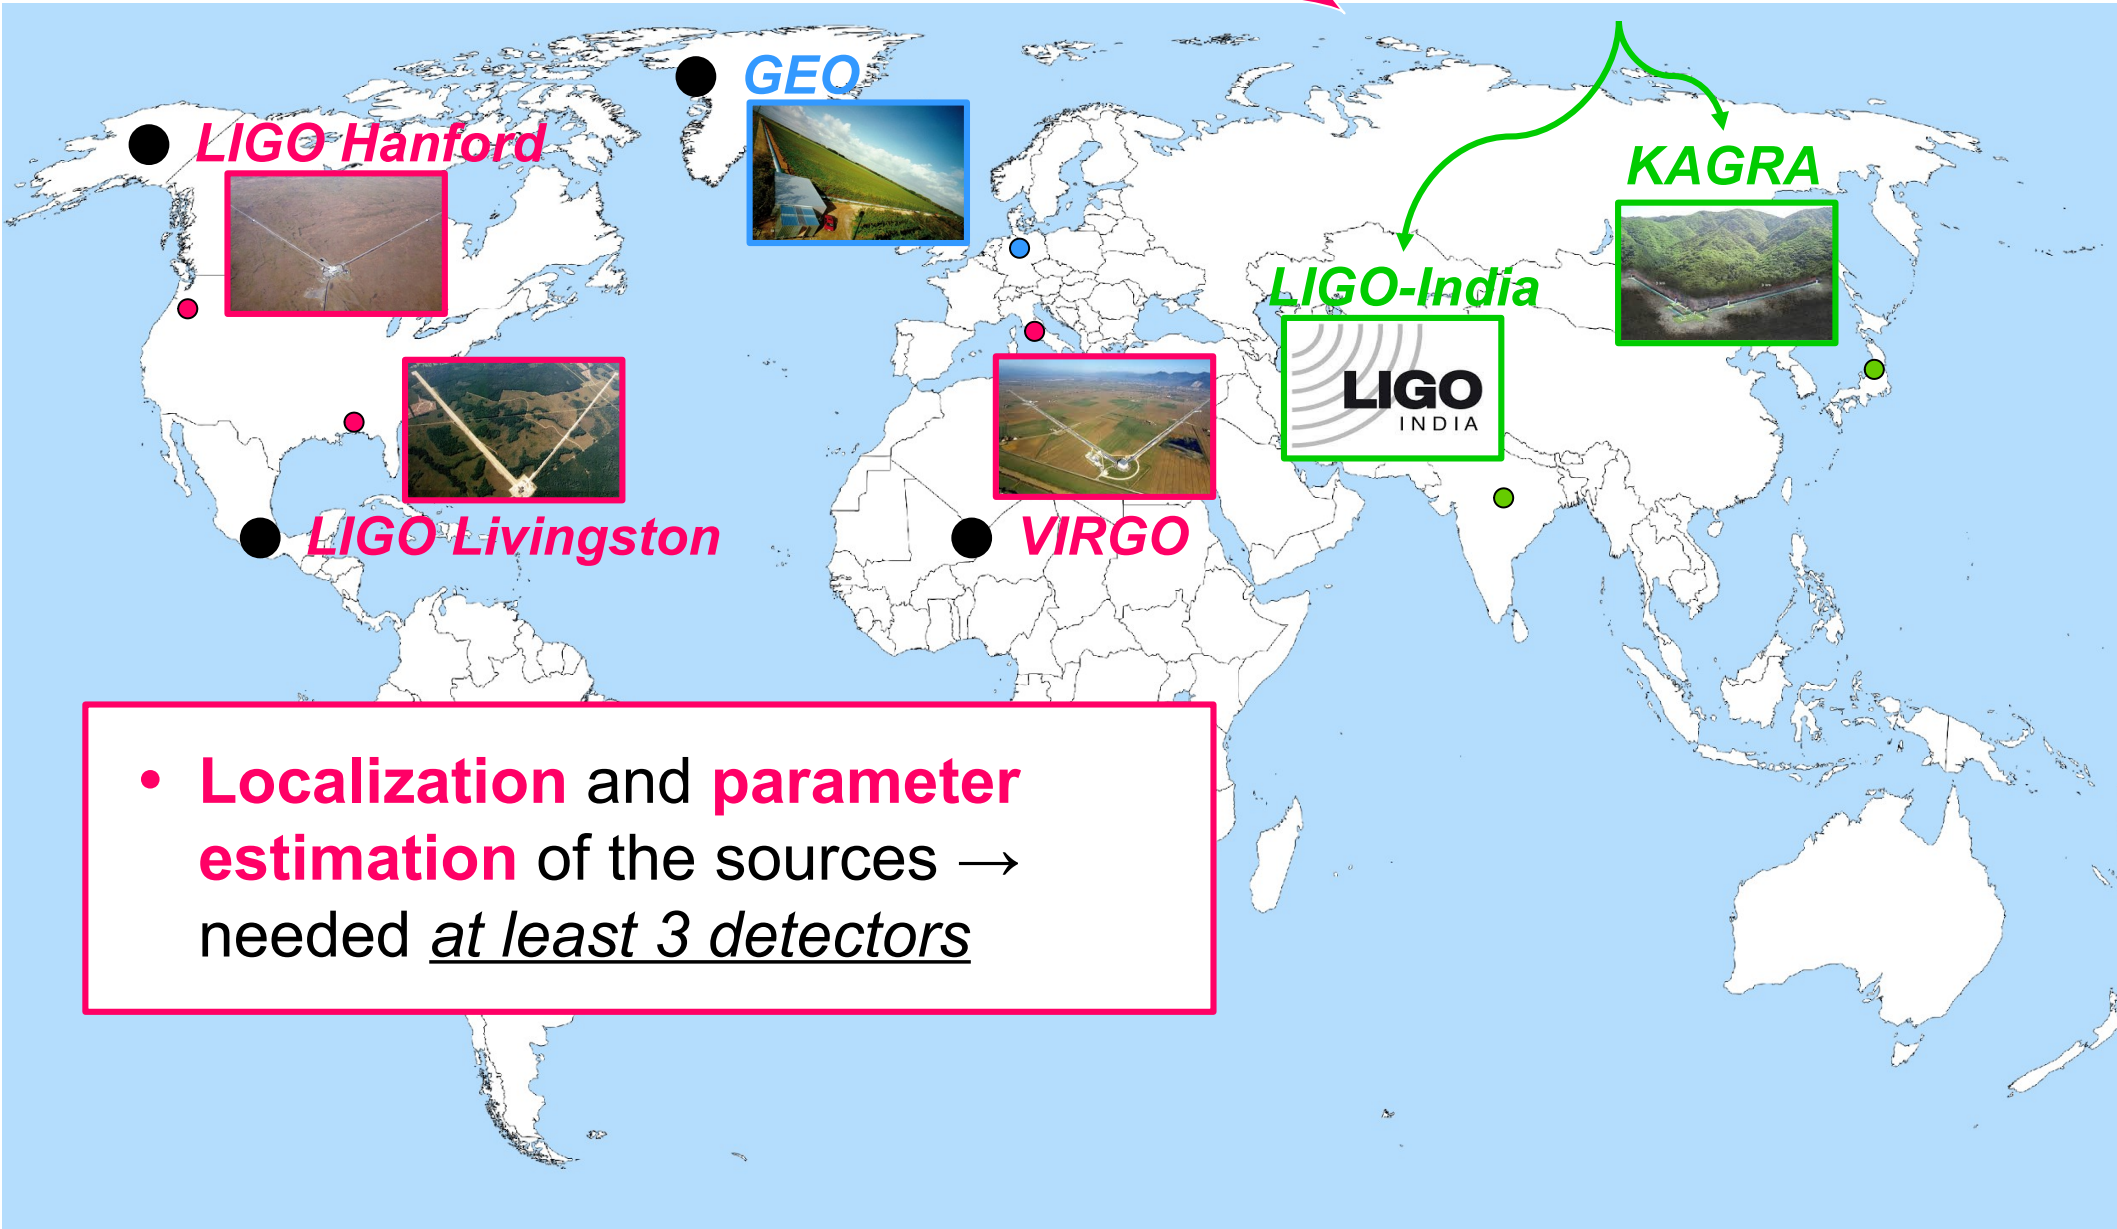 GEO
LIGO Hanford
KAGRA
LIGO-India
LIGO
INDIA
LIGO Livingston
VIRGO
• Localization and parameter
estimation of the sources →
needed at least 3 detectors